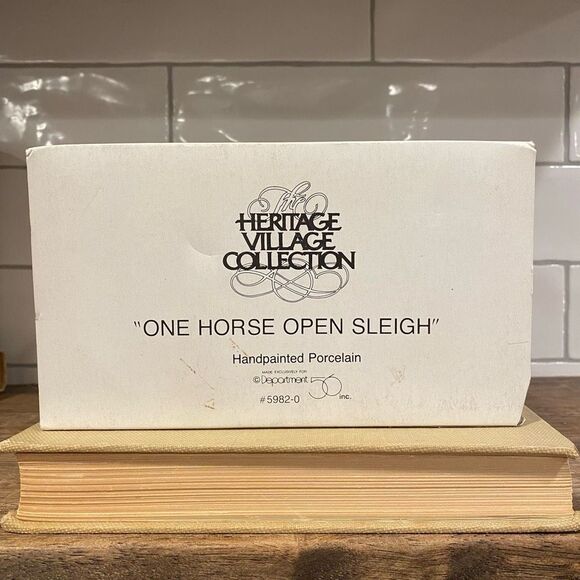 The
HERITAGE
VILLAGE
COLLECTION
"ONE HORSE OPEN SLEIGH"
Handpainted Porcelain
MADE EXCLUSIVELY FOR
© Department 56 inc.
#5982-0